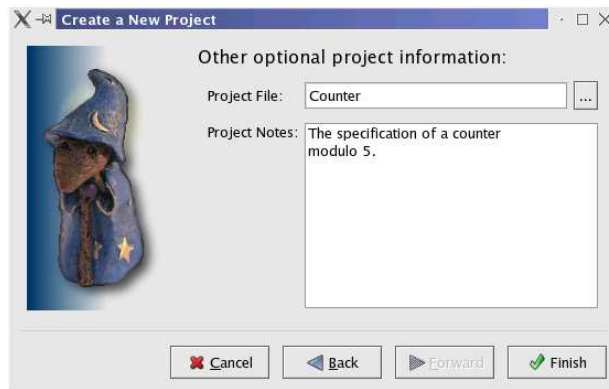 Create a New Project
Other optional project information:
Project File: Counter ...
Project Notes: The specification of a counter
modulo 5.
Cancel Back Forward Finish